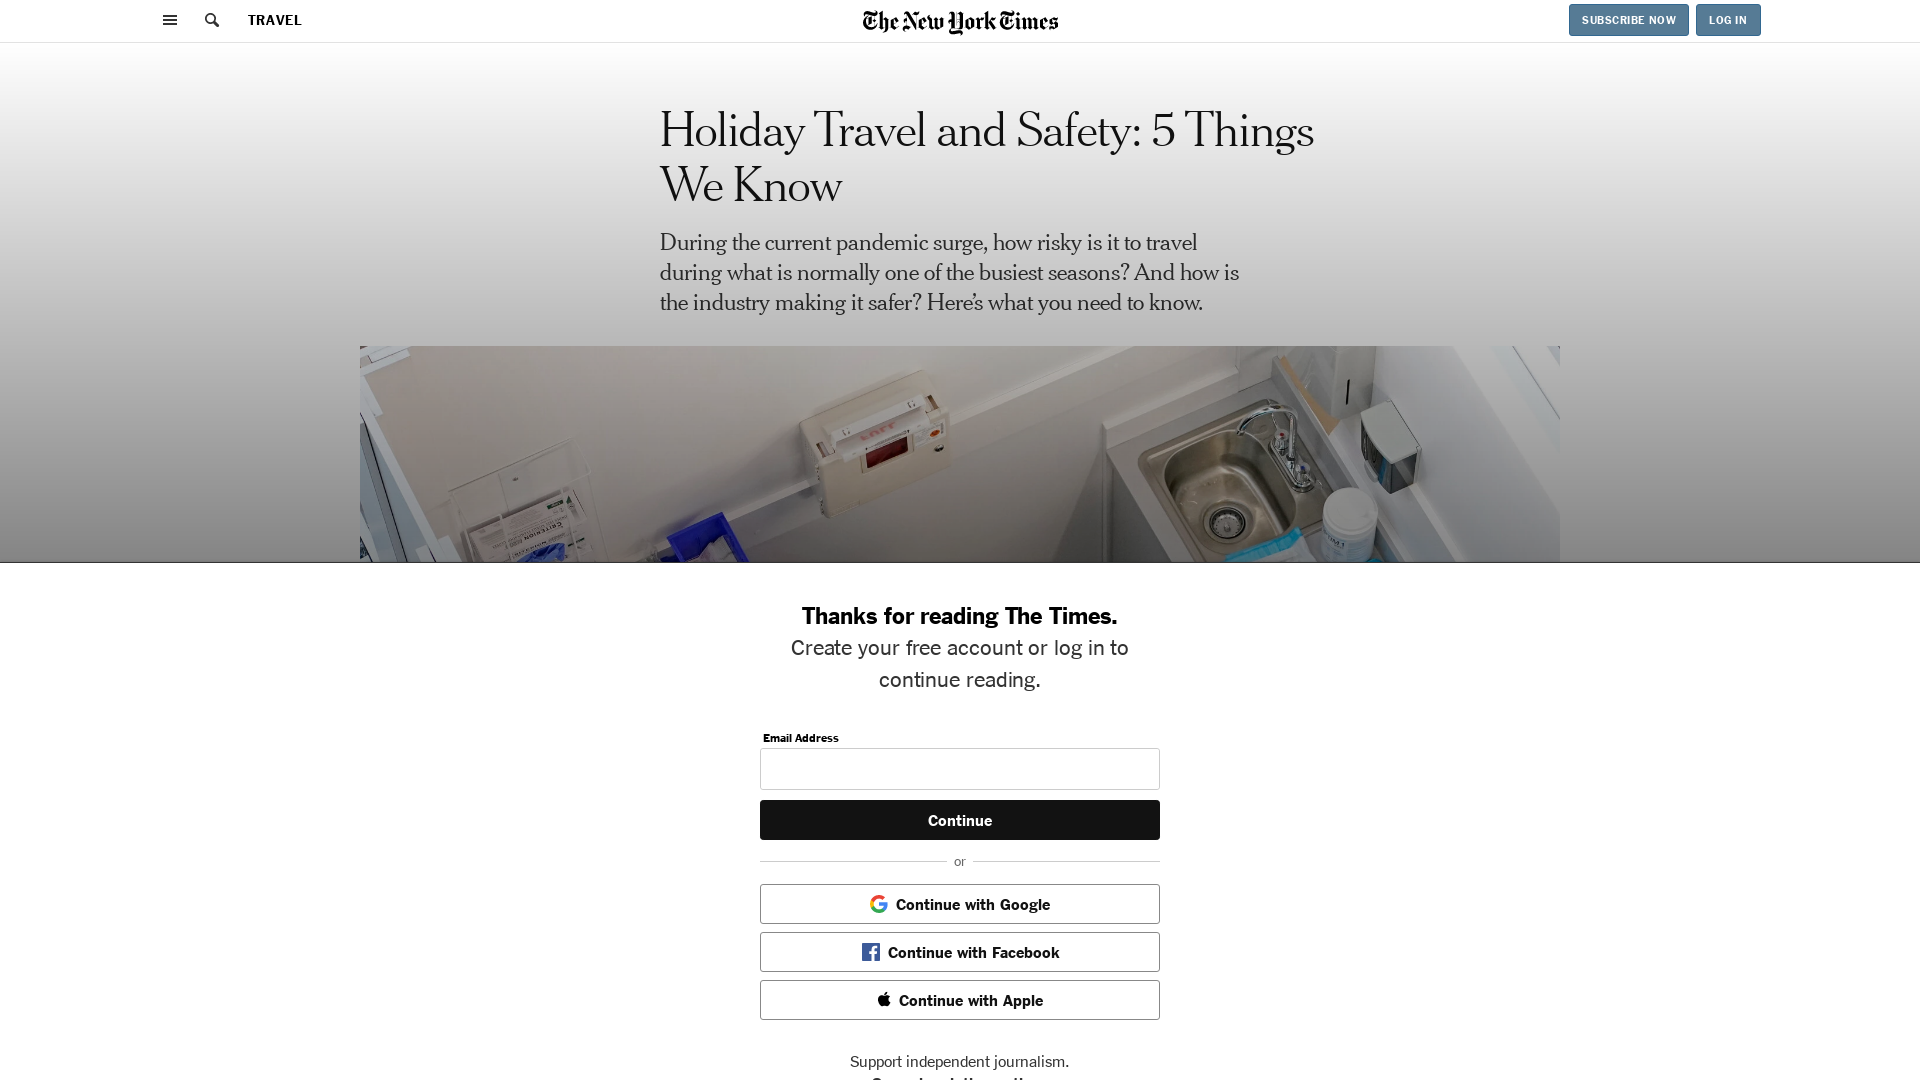 TRAVEL
The New York Times
SUBSCRIBE NOW
LOG IN
Holiday Travel and Safety: 5 Things
We Know
During the current pandemic surge, how risky is it to travel
during what is normally one of the busiest seasons? And how is
the industry making it safer? Here’s what you need to know.
Thanks for reading The Times.
Create your free account or log in to
continue reading.
Email Address
Continue
or
Continue with Google
Continue with Facebook
Continue with Apple
Support independent journalism.